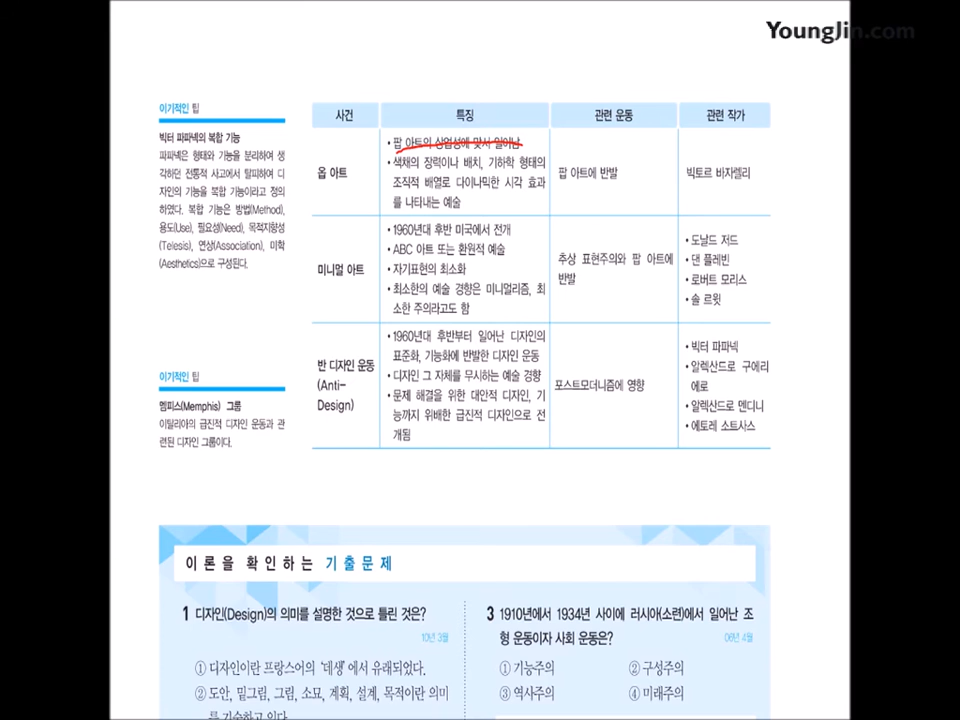 YoungJin.com
이기적인 팁
빅터 파파넥의 복합 기능
파파넥은 형태와 기능을 분리하여 생
각하던 전통적 사고에서 탈피하여 디
자인의 기능을 복합 기능이라고 정의
하였다. 복합 기능은 방법(Method),
용도(Use), 필요성(Need), 목적지향성
(Telesis), 연상(Association), 미학
(Aesthetics)으로 구성된다.
이기적인 팁
멤피스(Memphis) 그룹
이탈리아의 급진적 디자인 운동과 관
련된 디자인 그룹이다.
사건 특징 관련 운동 관련 작가
옵 아트
• 팝 아트의 상업성에 맞서 일어남
• 색채의 장력이나 배치, 기하학 형태의
조직적 배열로 다이나믹한 시각 효과
를 나타내는 예술
팝 아트에 반발
빅토르 바자렐리
미니멀 아트
• 1960년대 후반 미국에서 전개
• ABC 아트 또는 환원적 예술
• 자기표현의 최소화
• 최소한의 예술 경향은 미니멀리즘, 최
소한 주의라고도 함
추상 표현주의와 팝 아트에
반발
• 도날드 저드
• 댄 플레빈
• 로버트 모리스
• 솔 르윗
반 디자인 운동
(Anti-
Design)
• 1960년대 후반부터 일어난 디자인의
표준화, 기능화에 반발한 디자인 운동
• 디자인 그 자체를 무시하는 예술 경향
• 문제 해결을 위한 대안적 디자인, 기
능까지 위배한 급진적 디자인으로 전
개됨
포스트모더니즘에 영향
• 빅터 파파넥
• 알렉산드로 구에리
에로
• 알렉산드로 멘디니
• 에토레 소트사스
이론을 확인하는 기출문제
1 디자인(Design)의 의미를 설명한 것으로 틀린 것은?
10년 3월
① 디자인이란 프랑스어의 '데생'에서 유래되었다.
② 도안, 밑그림, 그림, 소묘, 계획, 설계, 목적이란 의미
를 기술하고 있다.
3 1910년에서 1934년 사이에 러시아(소련)에서 일어난 조
형 운동이자 사회 운동은?
06년 4월
① 기능주의 ② 구성주의
③ 역사주의 ④ 미래주의